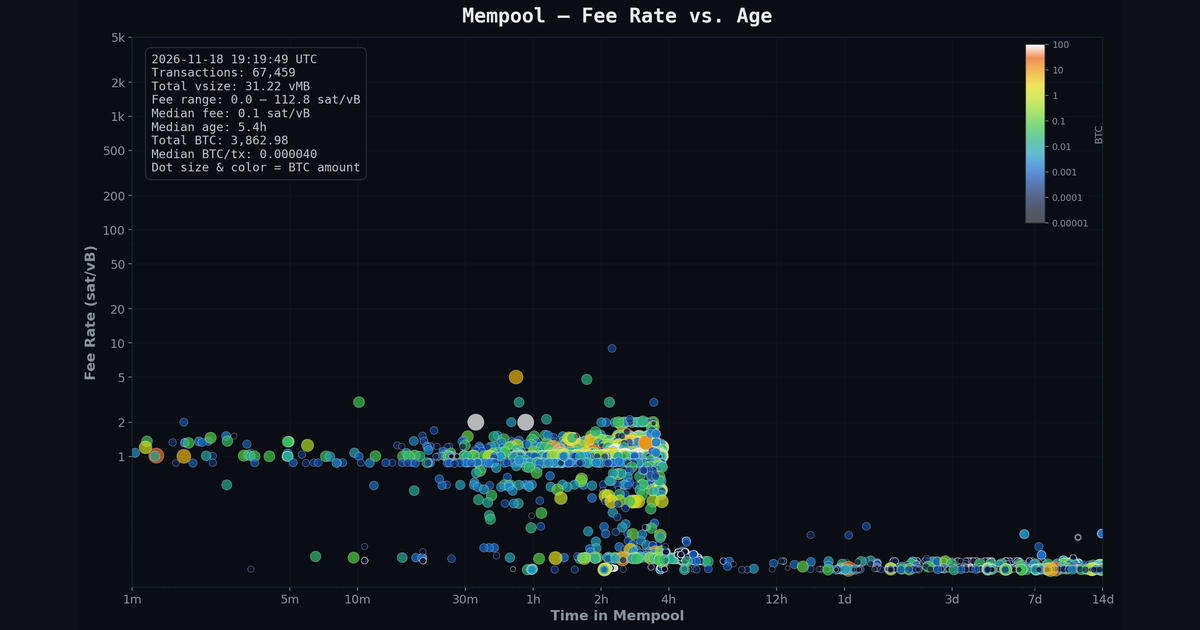 Mempool — Fee Rate vs. Age
5k
2k
1k
500
200
100
50
20
10
5
2
1
Fee Rate (sat/vB)
2026-11-18 19:19:49 UTC
Transactions: 67,459
Total vsize: 31.22 vMB
Fee range: 0.0 — 112.8 sat/vB
Median fee: 0.1 sat/vB
Median age: 5.4h
Total BTC: 3,862.98
Median BTC/tx: 0.000040
Dot size & color = BTC amount
100
10
1
0.1
0.01
0.001
0.0001
0.00001
BTC
1m 5m 10m 30m 1h 2h 4h 12h 1d 3d 7d 14d
Time in Mempool